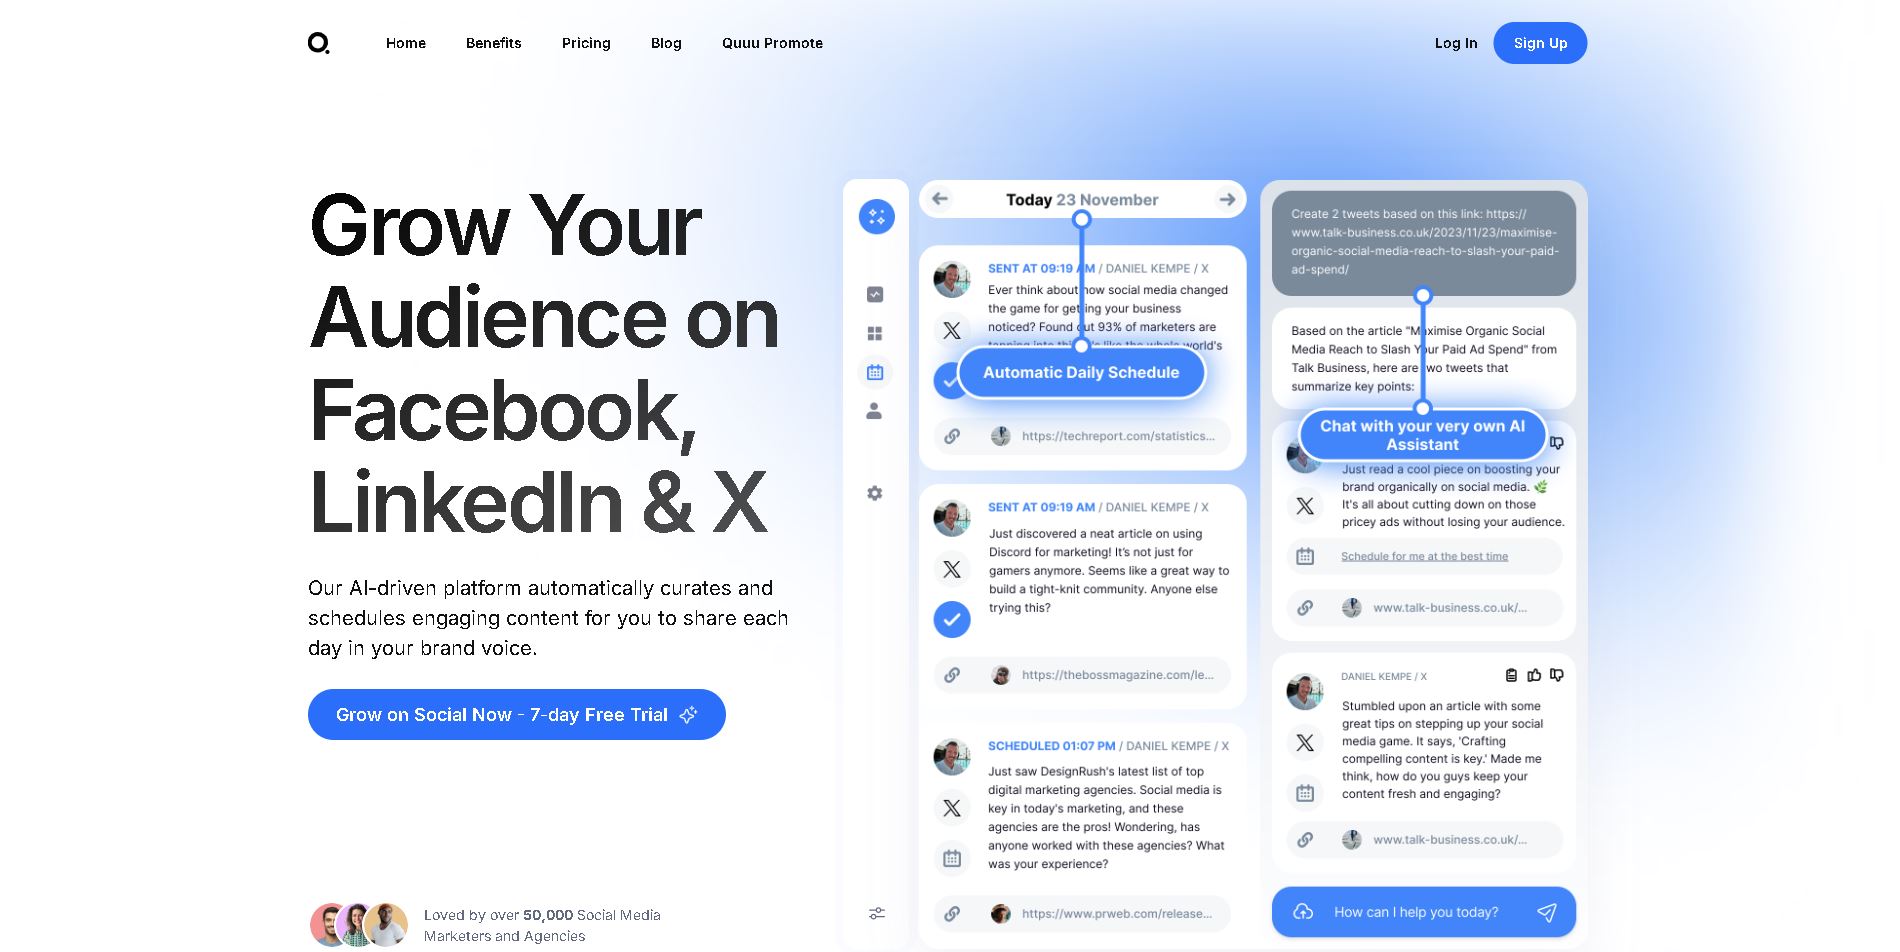 Home
Benefits
Pricing
Blog
Quuu Promote
Log In
Sign Up
Grow Your
Audience on
Facebook,
LinkedIn & X
Our AI-driven platform automatically curates and
schedules engaging content for you to share each
day in your brand voice.
Grow on Social Now - 7-day Free Trial
Loved by over 50,000 Social Media
Marketers and Agencies
Today 23 November
SENT AT 09:19 AM / DANIEL KEMPE / X
Ever think about how social media changed
the game for getting your business
noticed? Found out 93% of marketers are
tapping into this! It's like the whole world's
Automatic Daily Schedule
https://techreport.com/statistics...
SENT AT 09:19 AM / DANIEL KEMPE / X
Just discovered a neat article on using
Discord for marketing! It's not just for
gamers anymore. Seems like a great way to
build a tight-knit community. Anyone else
trying this?
https://thebossmagazine.com/le...
SCHEDULED 01:07 PM / DANIEL KEMPE / X
Just saw DesignRush's latest list of top
digital marketing agencies. Social media is
key in today's marketing, and these
agencies are the pros! Wondering, has
anyone worked with these agencies? What
was your experience?
https://www.prweb.com/release...
Create 2 tweets based on this link: https://
www.talk-business.co.uk/2023/11/23/maximise-
organic-social-media-reach-to-slash-your-paid-
ad-spend/
Based on the article "Maximise Organic Social
Media Reach to Slash Your Paid Ad Spend" from
Talk Business, here are two tweets that
summarize key points:
Chat with your very own AI
Assistant
Just read a cool piece on boosting your
brand organically on social media. 🌿
It's all about cutting down on those
pricey ads without losing your audience.
Schedule for me at the best time
www.talk-business.co.uk/...
DANIEL KEMPE / X
Stumbled upon an article with some
great tips on stepping up your social
media game. It says, 'Crafting
compelling content is key.' Made me
think, how do you guys keep your
content fresh and engaging?
www.talk-business.co.uk/...
How can I help you today?